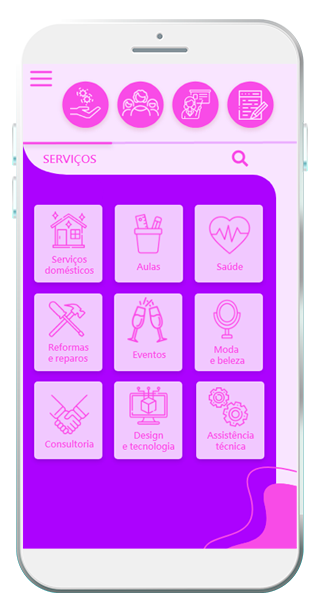 SERVIÇOS
Serviços
domésticos
Aulas
Saúde
Reformas
e reparos
Eventos
Moda
e beleza
Consultoria
Design
e tecnologia
Assistência
técnica